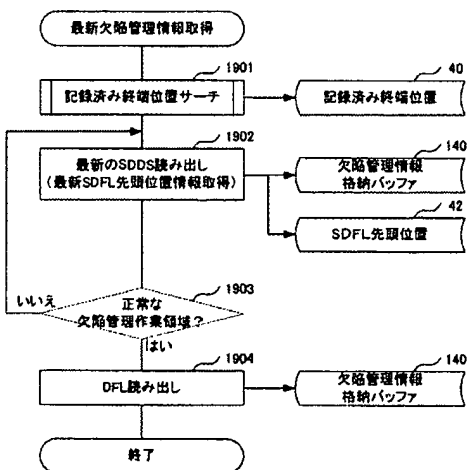 最新欠陥管理情報取得
1901
記録済み終端位置サーチ
40
記録済み終端位置
1902
最新のSDDS読み出し
(最新SDFL先頭位置情報取得)
140
欠陥管理情報
格納バッファ
42
SDFL先頭位置
1903
いいえ
正常な
欠陥管理作業領域?
はい
1904
DFL読み出し
140
欠陥管理情報
格納バッファ
終了